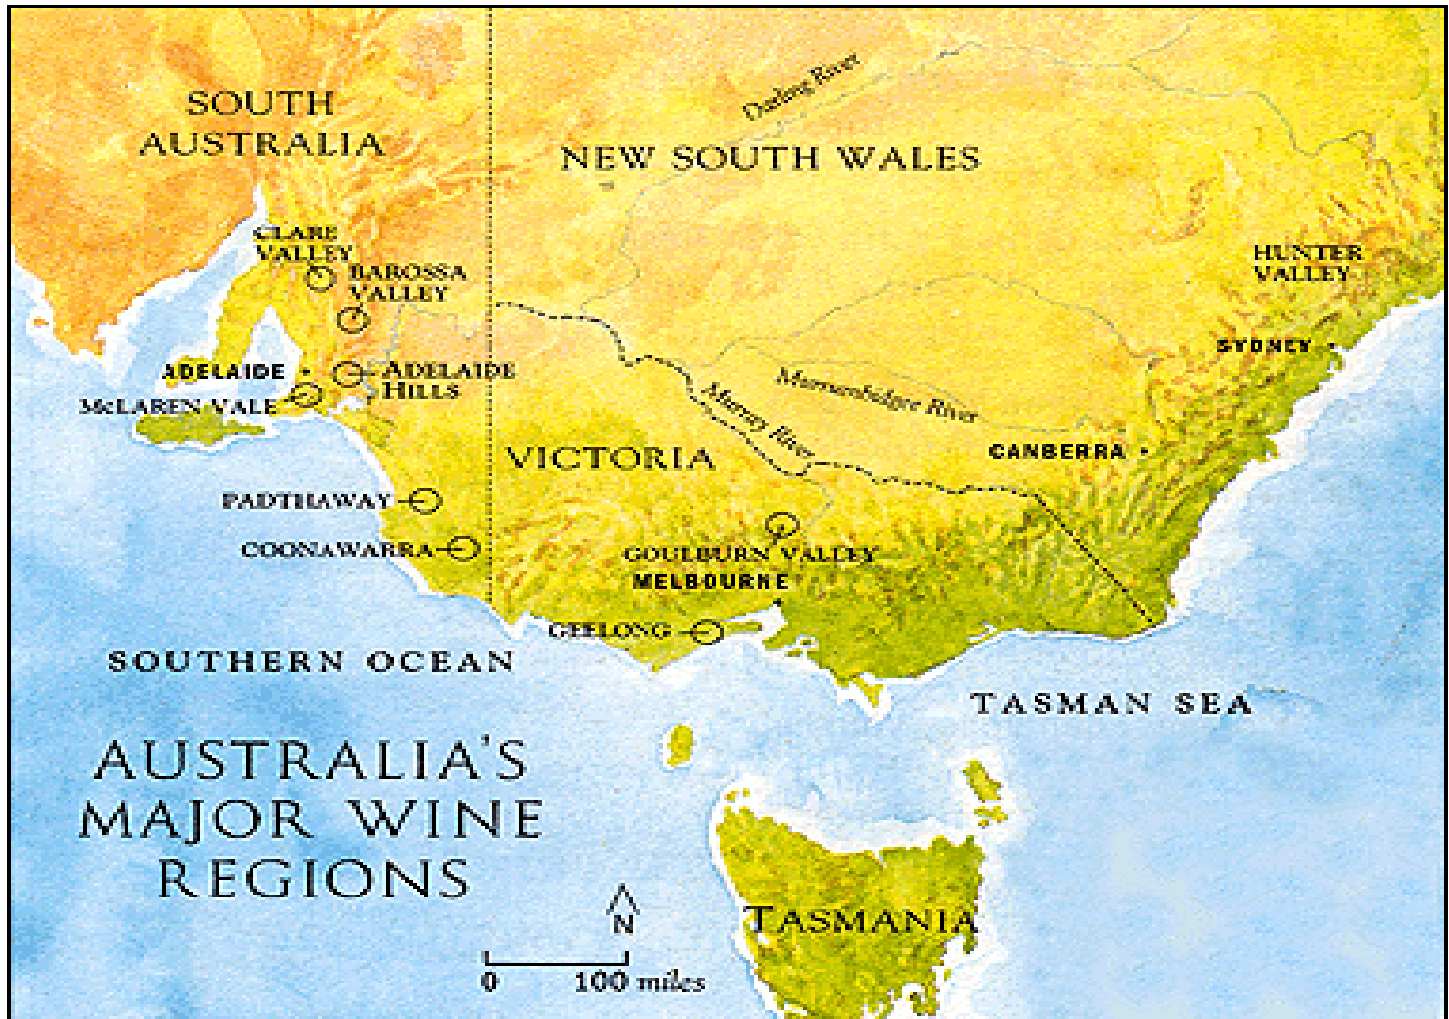 Darling River
SOUTH
AUSTRALIA
NEW SOUTH WALES
CLARE
VALLEY
BAROSSA
VALLEY
HUNTER
VALLEY
SYDNEY
ADELAIDE
ADELAIDE
HILLS
McLAREN VALE
Murrumbidgee River
Murray River
CANBERRA
VICTORIA
PADTHAWAY
COONAWARRA
GOULBURN VALLEY
MELBOURNE
GEELONG
SOUTHERN OCEAN
TASMAN SEA
AUSTRALIA'S
MAJOR WINE
REGIONS
TASMANIA
N
0 100 miles